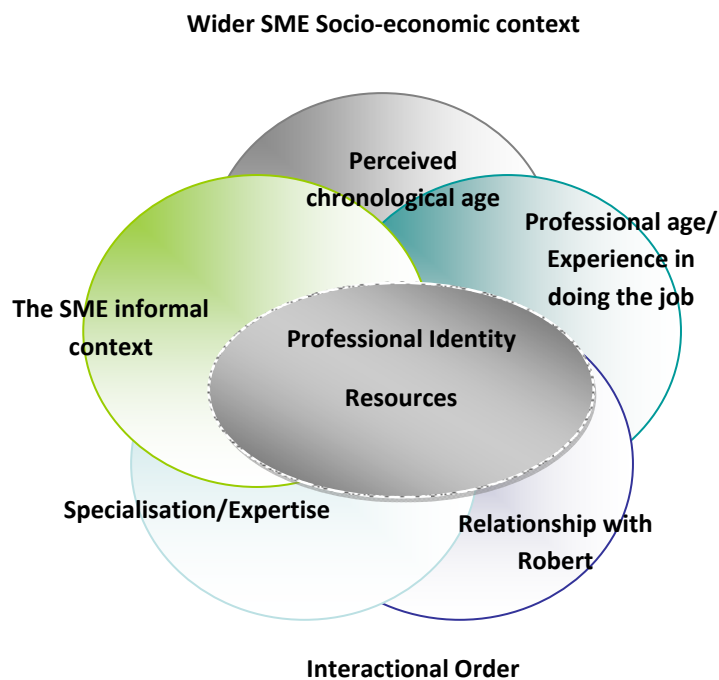 Wider SME Socio-economic context
Perceived
chronological age
Professional age/
Experience in
doing the job
The SME informal
context
Professional Identity
Resources
Specialisation/Expertise
Relationship with
Robert
Interactional Order